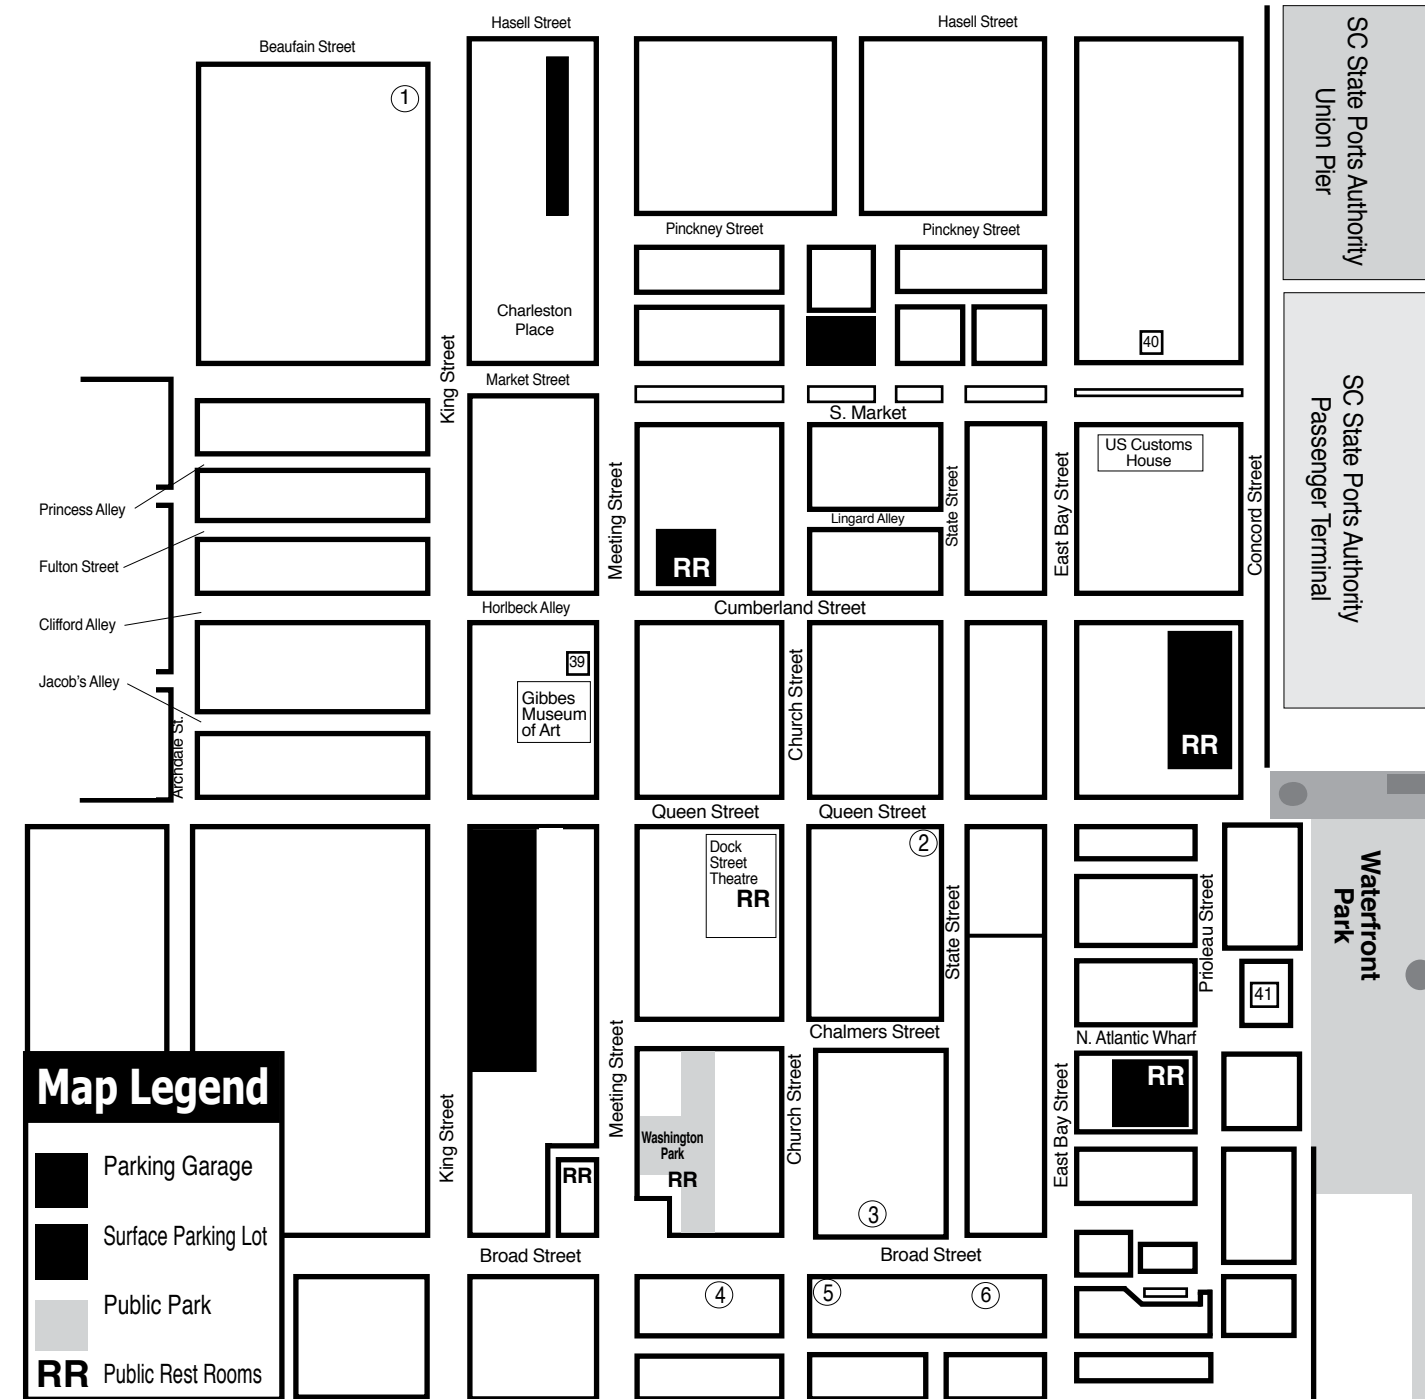 Hasell Street
Hasell Street
Beaufain Street
1
SC State Ports Authority
Union Pier
Pinckney Street
Pinckney Street
Charleston
Place
40
King Street
Market Street
S. Market
SC State Ports Authority
Passenger Terminal
US Customs
House
Meeting Street
State Street
East Bay Street
Concord Street
Princess Alley
Lingard Alley
RR
Fulton Street
Horlbeck Alley
Cumberland Street
Clifford Alley
39
Church Street
Jacob's Alley
Gibbes
Museum
of Art
Archdale St.
RR
Queen Street
Queen Street
2
Dock
Street
Theatre
RR
State Street
Prioleau Street
Waterfront
Park
41
Chalmers Street
N. Atlantic Wharf
Meeting Street
Church Street
East Bay Street
RR
King Street
Washington
Park
RR
RR
3
Broad Street
Broad Street
4
5
6
Map Legend
Parking Garage
Surface Parking Lot
Public Park
RR Public Rest Rooms